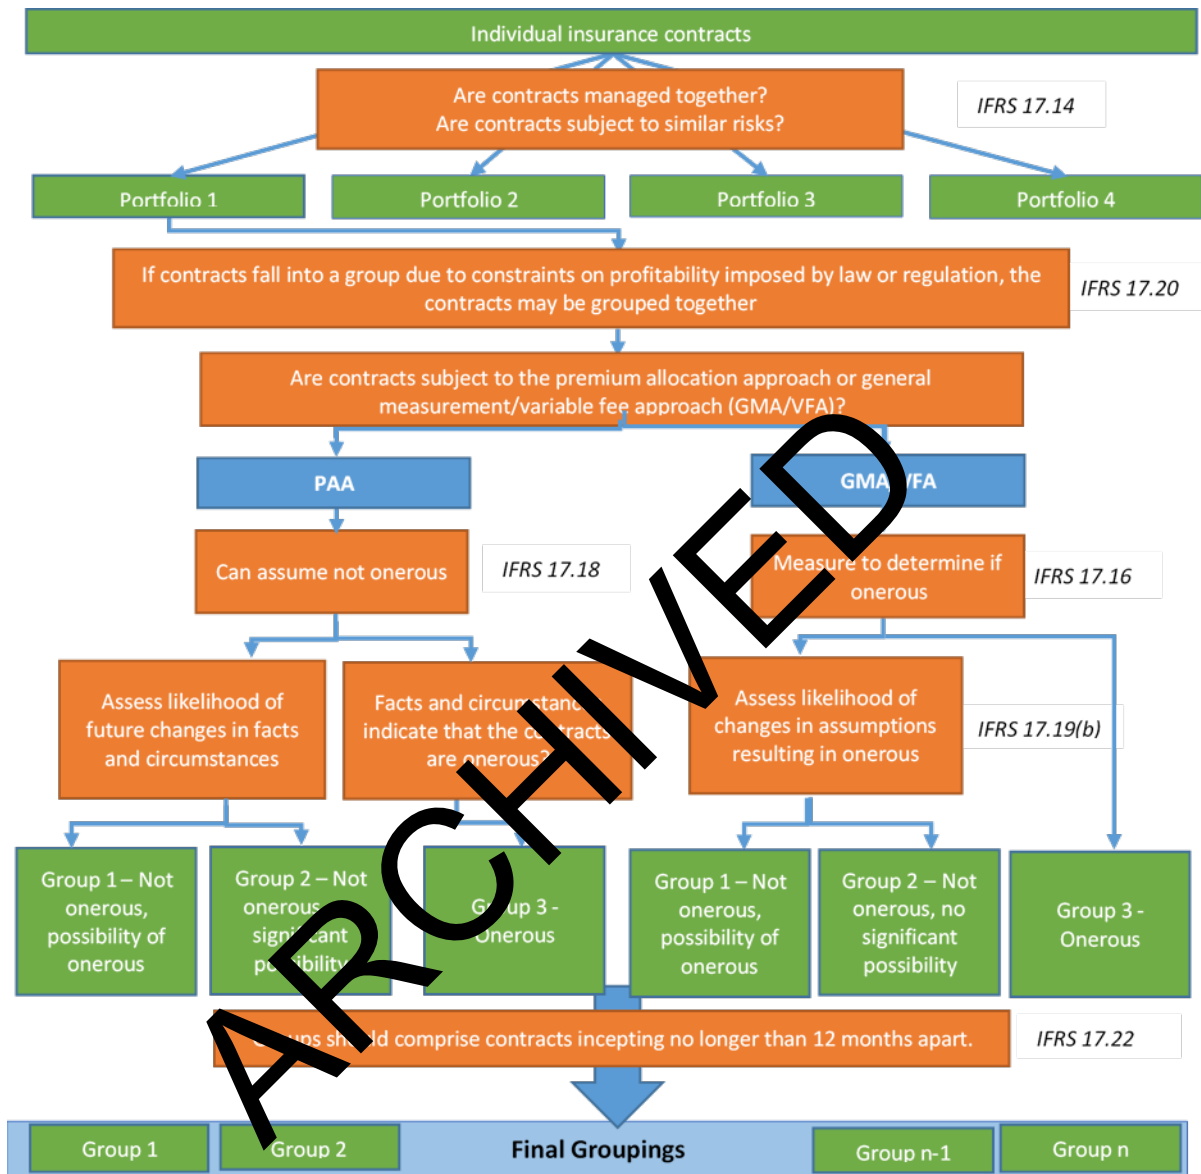 Individual insurance contracts
Are contracts managed together?
Are contracts subject to similar risks?
IFRS 17.14
Portfolio 1
Portfolio 2
Portfolio 3
Portfolio 4
If contracts fall into a group due to constraints on profitability imposed by law or regulation, the
contracts may be grouped together
IFRS 17.20
Are contracts subject to the premium allocation approach or general
measurement/variable fee approach (GMA/VFA)?
PAA
GMA/VFA
Can assume not onerous
IFRS 17.18
Measure to determine if
onerous
IFRS 17.16
Assess likelihood of
future changes in facts
and circumstances
Facts and circumstances
indicate that the contracts
are onerous?
Assess likelihood of
changes in assumptions
resulting in onerous
IFRS 17.19(b)
Group 1 – Not
onerous,
possibility of
onerous
Group 2 – Not
onerous
significant
possibility
Group 3 -
Onerous
Group 1 – Not
onerous,
possibility of
onerous
Group 2 – Not
onerous, no
significant
possibility
Group 3 -
Onerous
Groups should comprise contracts incepting no longer than 12 months apart.
IFRS 17.22
Group 1
Group 2
Final Groupings
Group n-1
Group n
ARCHIVED